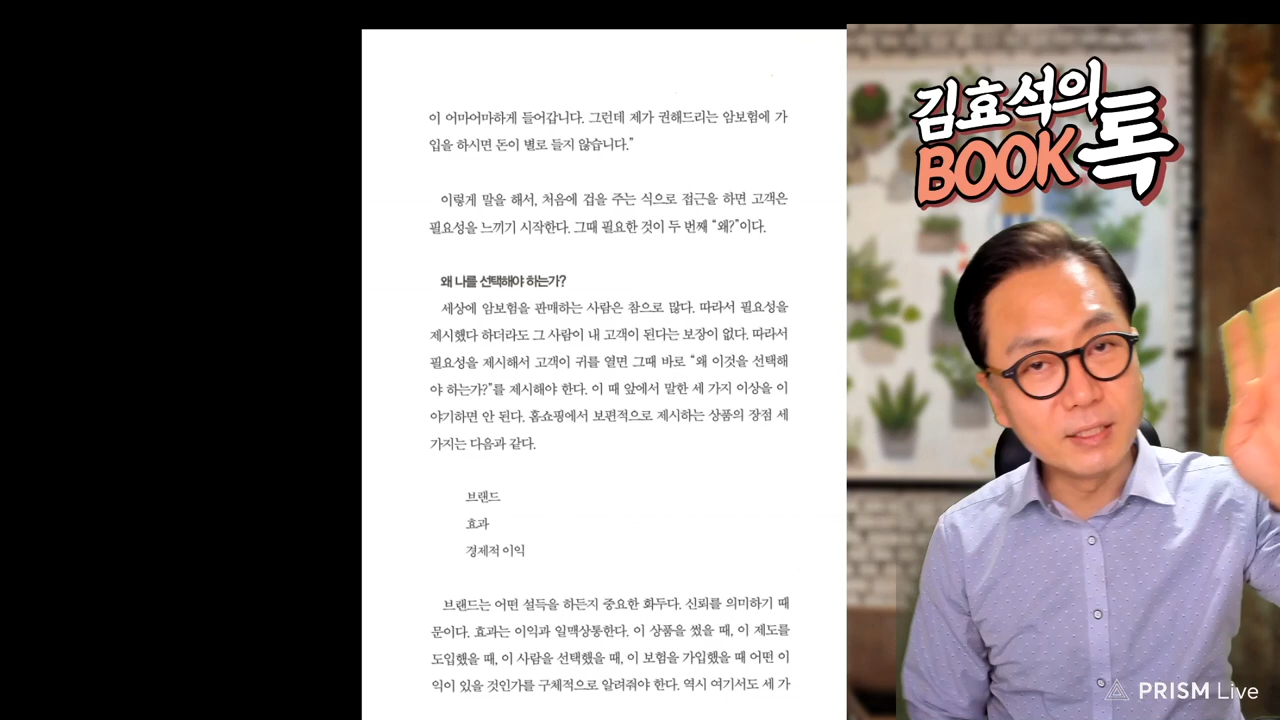 이 어마어마하게 들어갑니다. 그런데 제가 권해드리는 암보험에 가
입을 하시면 돈이 별로 들지 않습니다.”
이렇게 말을 해서, 처음에 겁을 주는 식으로 접근을 하면 고객은
필요성을 느끼기 시작한다. 그때 필요한 것이 두 번째 “왜?”이다.
왜 나를 선택해야 하는가?
세상에 암보험을 판매하는 사람은 참으로 많다. 따라서 필요성을
제시했다 하더라도 그 사람이 내 고객이 된다는 보장이 없다. 따라서
필요성을 제시해서 고객이 귀를 열면 그때 바로 “왜 이것을 선택해
야 하는가?”를 제시해야 한다. 이 때 앞에서 말한 세 가지 이상을 이
야기하면 안 된다. 홈쇼핑에서 보편적으로 제시하는 상품의 장점 세
가지는 다음과 같다.
브랜드
효과
경제적 이익
브랜드는 어떤 설득을 하든지 중요한 화두다. 신뢰를 의미하기 때
문이다. 효과는 이익과 일맥상통한다. 이 상품을 썼을 때, 이 제도를
도입했을 때, 이 사람을 선택했을 때, 이 보험을 가입했을 때 어떤 이
익이 있을 것인가를 구체적으로 알려줘야 한다. 역시 여기서도 세 가
김효석의
BOOK톡
PRISM Live